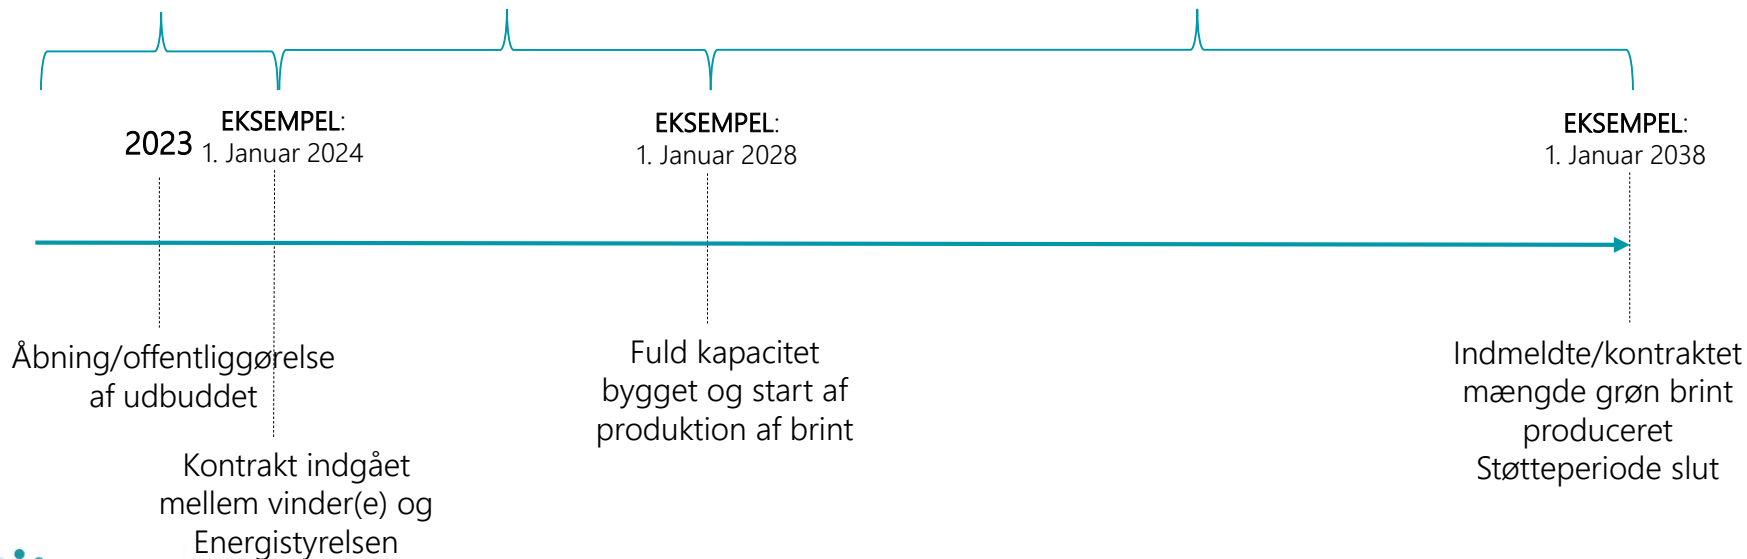 2023
EKSEMPEL:
1. Januar 2024
EKSEMPEL:
1. Januar 2028
EKSEMPEL:
1. Januar 2038
Åbning/offentliggørelse
af udbuddet
Kontrakt indgået
mellem vinder(e) og
Energistyrelsen
Fuld kapacitet
bygget og start af
produktion af brint
Indmeldte/kontraktet
mængde grøn brint
produceret
Støtteperiode slut